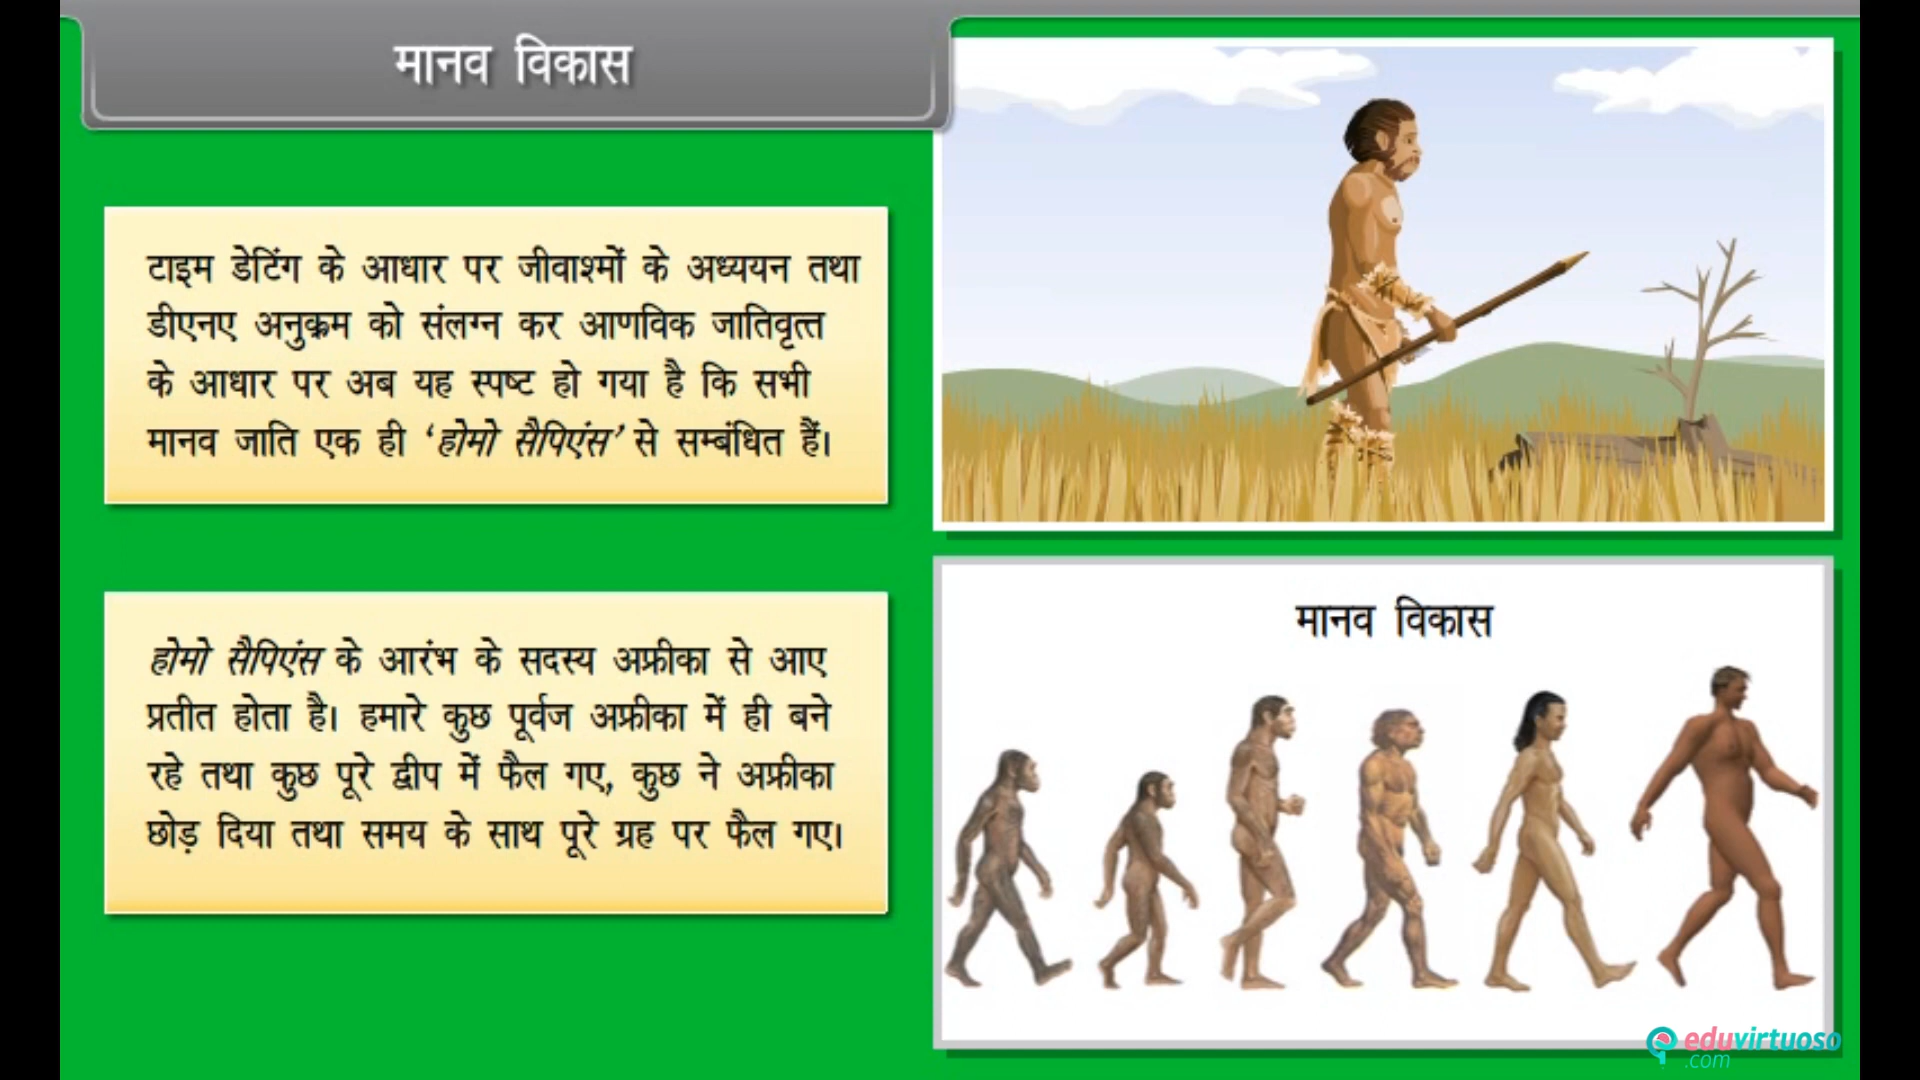 मानव विकास
टाइम डेटिंग के आधार पर जीवाश्मों के अध्ययन तथा
डीएनए अनुक्रम को संलग्न कर आणविक जातिवृत्त
के आधार पर अब यह स्पष्ट हो गया है कि सभी
मानव जाति एक ही ‘होमो सैपिएंस’ से सम्बंधित हैं।
होमो सैपिएंस के आरंभ के सदस्य अफ्रीका से आए
प्रतीत होता है। हमारे कुछ पूर्वज अफ्रीका में ही बने
रहे तथा कुछ पूरे द्वीप में फैल गए, कुछ ने अफ्रीका
छोड़ दिया तथा समय के साथ पूरे ग्रह पर फैल गए।
मानव विकास
eduvirtuoso
.com